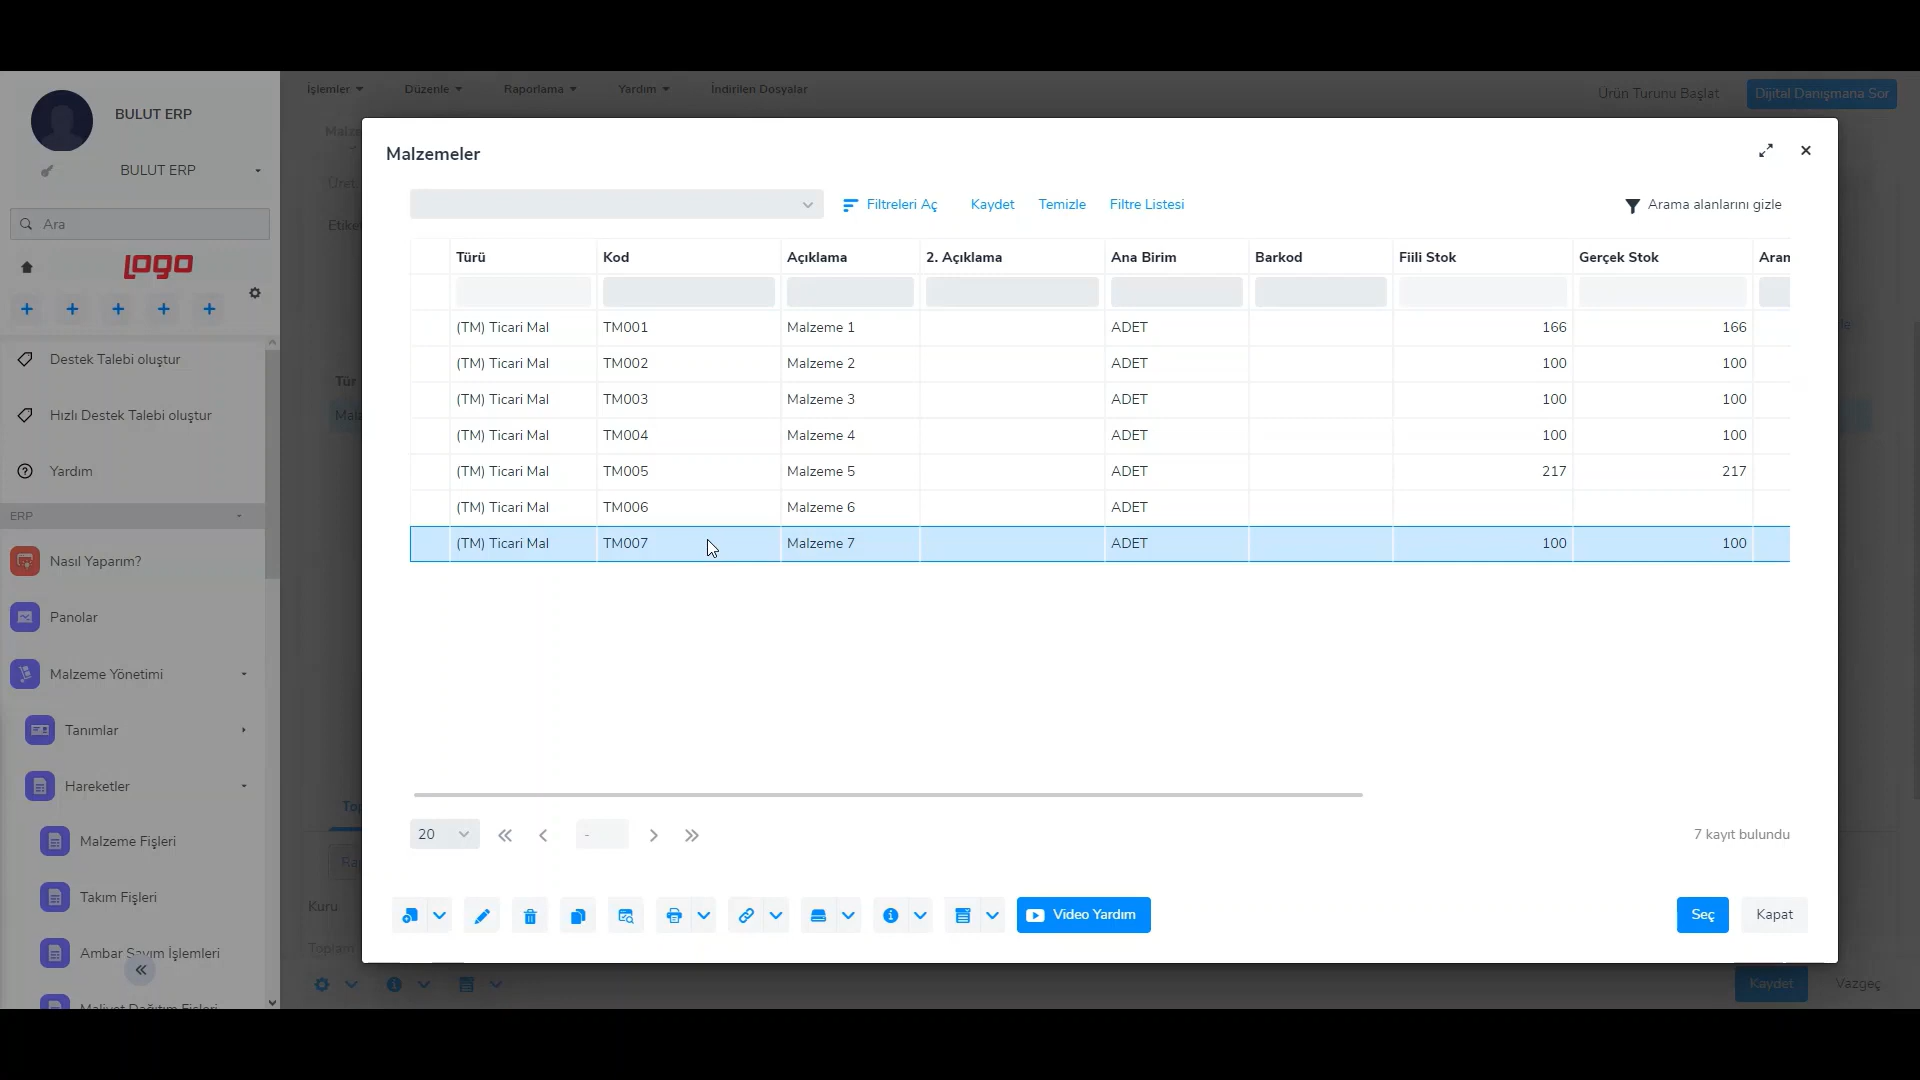 BULUT ERP
BULUT ERP
Ara
logo
Destek Talebi oluştur
Hızlı Destek Talebi oluştur
Yardım
ERP
Nasıl Yaparım?
Panolar
Malzeme Yönetimi
Tanımlar
Hareketler
Malzeme Fişleri
Takım Fişleri
Ambar Sayım İşlemleri
Maliyet Dağıtım Fişleri
İşlemler Düzenle Raporlama Yardım İndirilen Dosyalar
Ürün Turunu Başlat Dijital Danışmana Sor
Malzemeler
Filtreleri Aç Kaydet Temizle Filtre Listesi Arama alanlarını gizle
Türü Kod Açıklama 2. Açıklama Ana Birim Barkod Fiili Stok Gerçek Stok
(TM) Ticari Mal TM001 Malzeme 1 ADET 166 166
(TM) Ticari Mal TM002 Malzeme 2 ADET 100 100
(TM) Ticari Mal TM003 Malzeme 3 ADET 100 100
(TM) Ticari Mal TM004 Malzeme 4 ADET 100 100
(TM) Ticari Mal TM005 Malzeme 5 ADET 217 217
(TM) Ticari Mal TM006 Malzeme 6 ADET
(TM) Ticari Mal TM007 Malzeme 7 ADET 100 100
20 - 7 kayıt bulundu
Video Yardım Seç Kapat
Tür
Kuru
Toplam
Kaydet Vazgeç